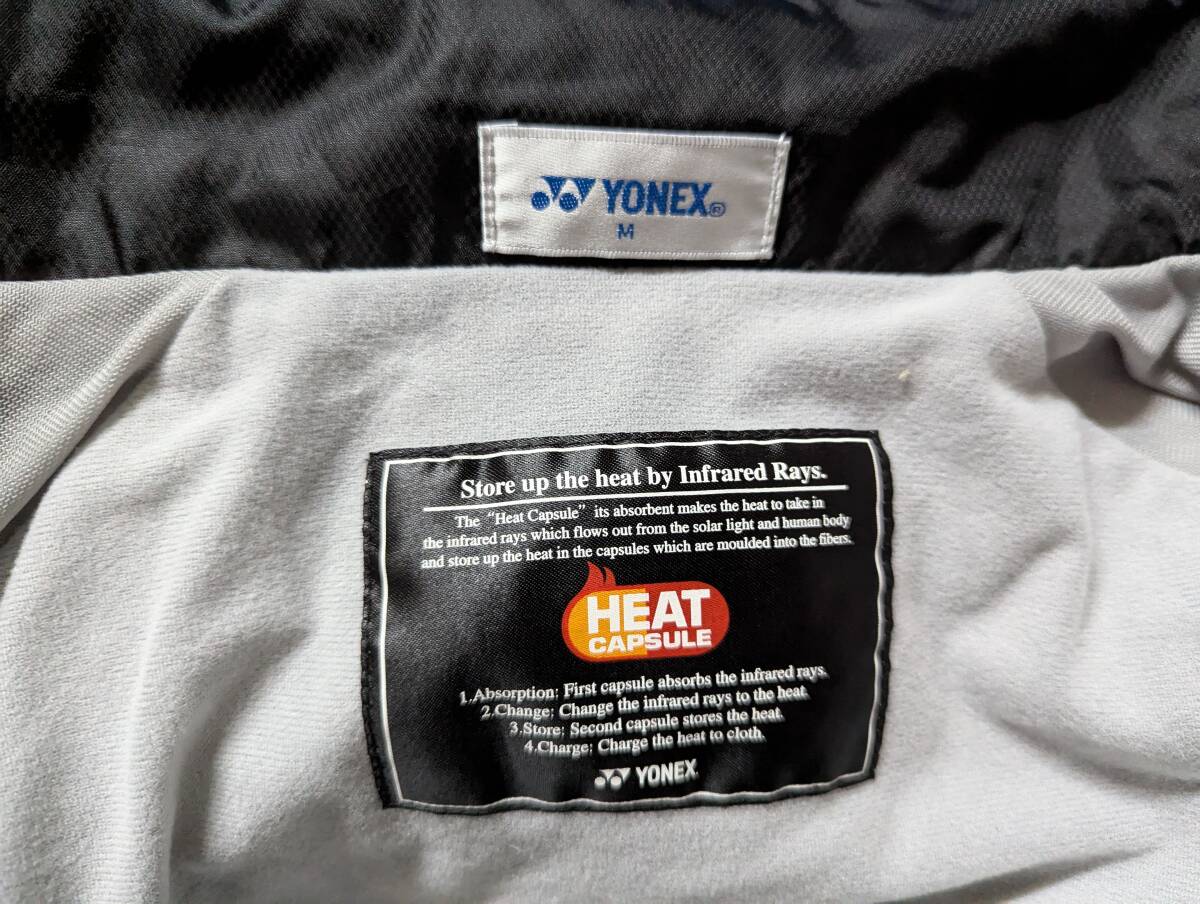 YONEX®
M
Store up the heat by Infrared Rays.
The “Heat Capsule” its absorbent makes the heat to take in
the infrared rays which flows out from the solar light and human body
and store up the heat in the capsules which are moulded into the fibers.
HEAT
CAPSULE
1.Absorption; First capsule absorbs the infrared rays.
2.Change; Change the infrared rays to the heat.
3.Store; Second capsule stores the heat.
4.Charge; Charge the heat to cloth.
YONEX